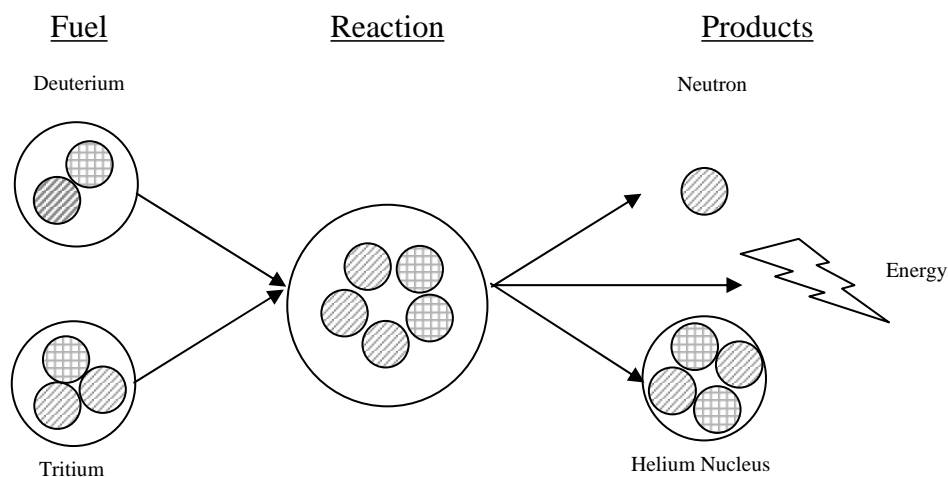 Fuel
Reaction
Products
Deuterium
Neutron
Energy
Tritium
Helium Nucleus